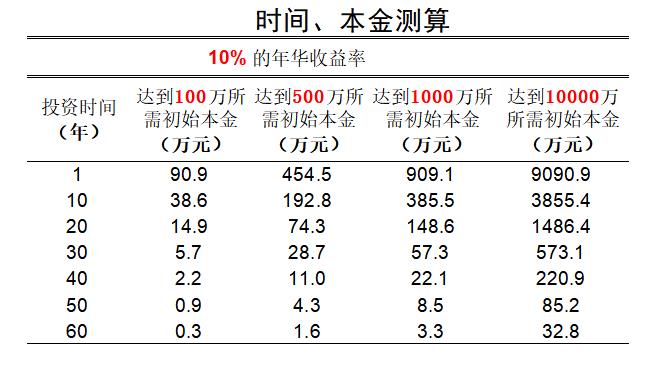 时间、本金测算
10% 的年华收益率
投资时间
（年）
达到100万所
需初始本金
（万元）
达到500万所
需初始本金
（万元）
达到1000万所
需初始本金
（万元）
达到10000万
所需初始本金
（万元）
1 90.9 454.5 909.1 9090.9
10 38.6 192.8 385.5 3855.4
20 14.9 74.3 148.6 1486.4
30 5.7 28.7 57.3 573.1
40 2.2 11.0 22.1 220.9
50 0.9 4.3 8.5 85.2
60 0.3 1.6 3.3 32.8